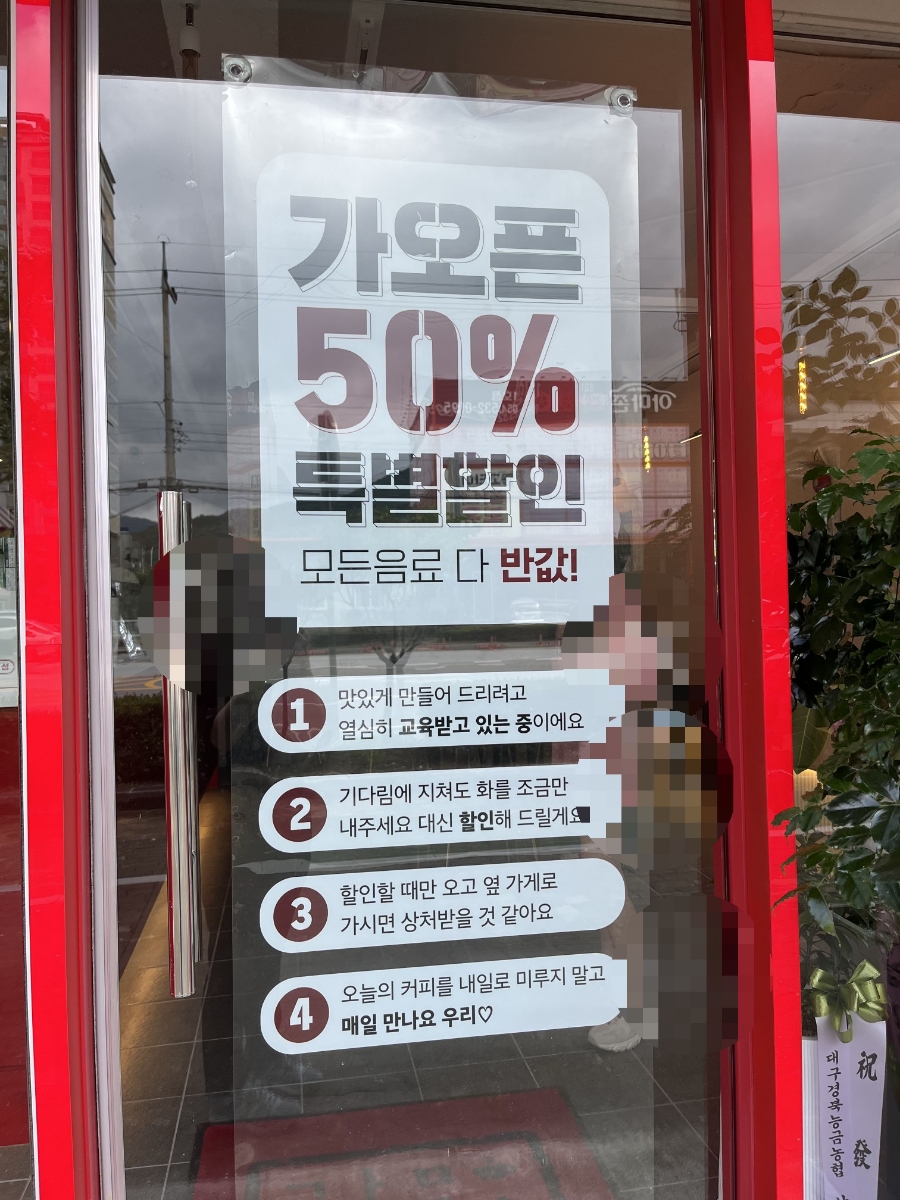 가오픈
50%
특별할인
모든음료 다 반값!
1
맛있게 만들어 드리려고
열심히 교육받고 있는 중이에요
2
기다림에 지쳐도 화를 조금만
내주세요 대신 할인해 드릴게요
3
할인할 때만 오고 옆 가게로
가시면 상처받을 것 같아요
4
오늘의 커피를 내일로 미루지 말고
매일 만나요 우리♡
祝 發
대구경북능금농협